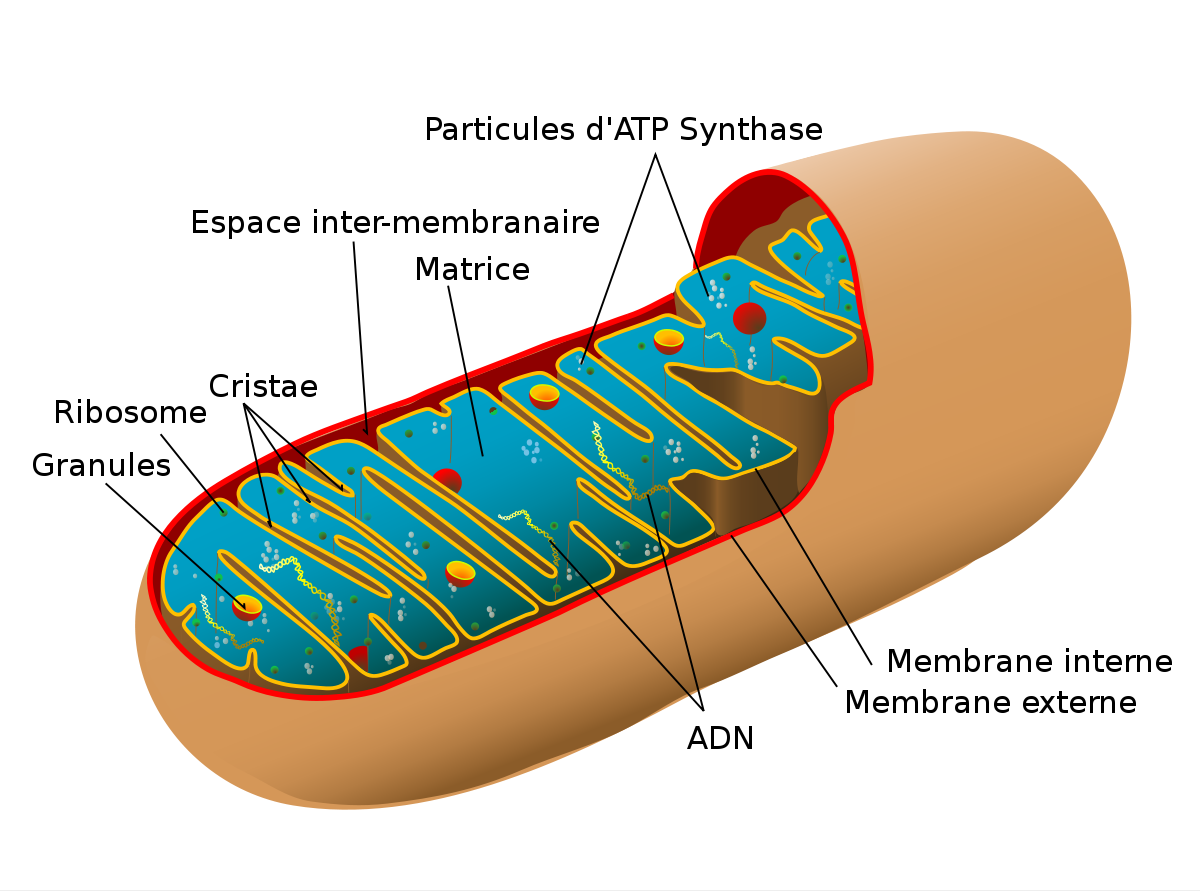 Particules d'ATP Synthase
Espace inter-membranaire
Matrice
Cristae
Ribosome
Granules
Membrane interne
Membrane externe
ADN